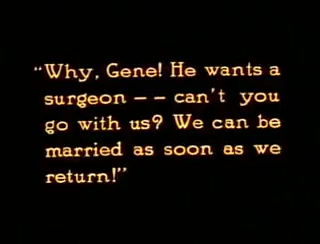 "Why, Gene! He wants a
surgeon -- can't you
go with us? We can be
married as soon as we
return!"